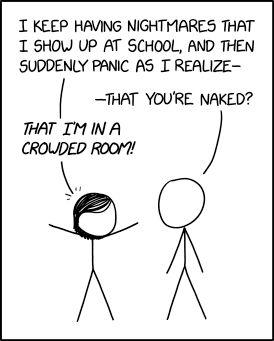 I KEEP HAVING NIGHTMARES THAT
I SHOW UP AT SCHOOL, AND THEN
SUDDENLY PANIC AS I REALIZE–
–THAT YOU'RE NAKED?
THAT I'M IN A
CROWDED ROOM!